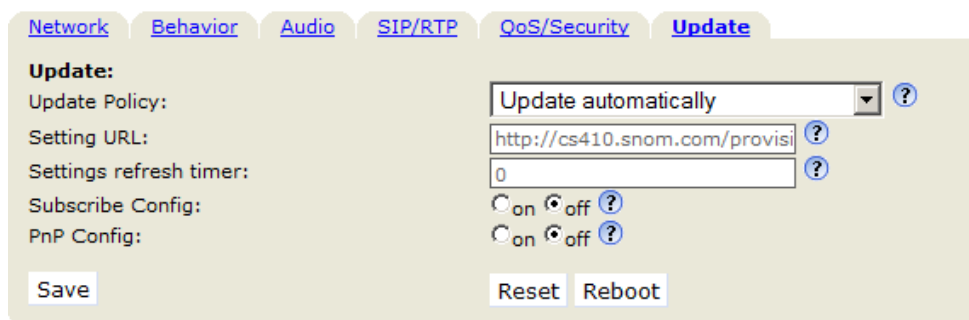 Network Behavior Audio SIP/RTP QoS/Security Update
Update:
Update Policy: Update automatically ?
Setting URL: http://cs410.snom.com/provisi ?
Settings refresh timer: 0 ?
Subscribe Config: on off ?
PnP Config: on off ?
Save Reset Reboot